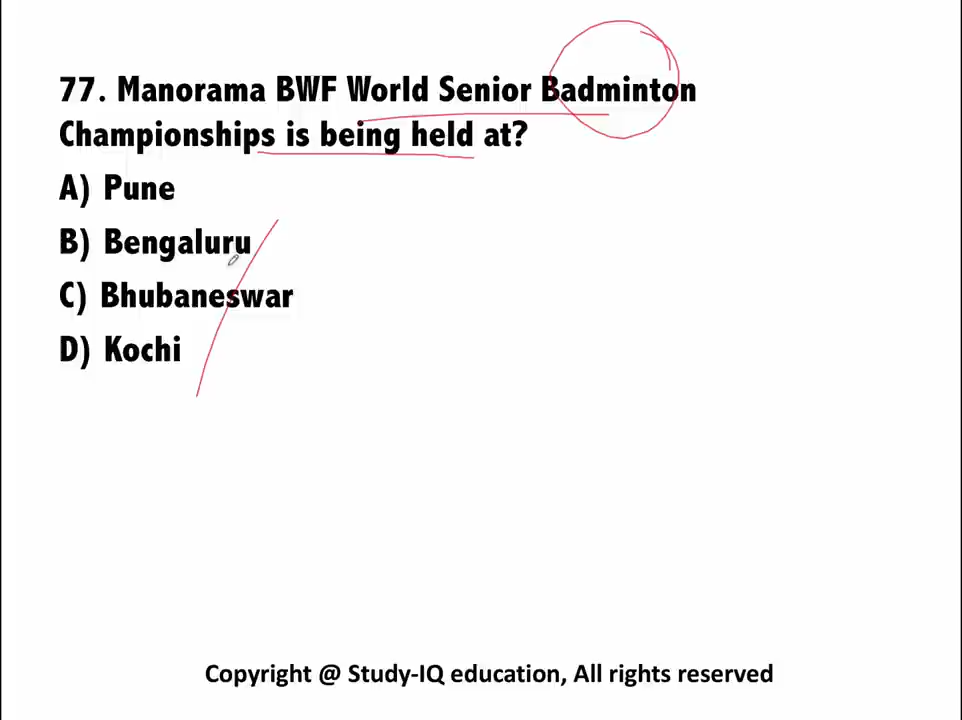 77. Manorama BWF World Senior Badminton
Championships is being held at?
A) Pune
B) Bengaluru
C) Bhubaneswar
D) Kochi
Copyright @ Study-IQ education, All rights reserved